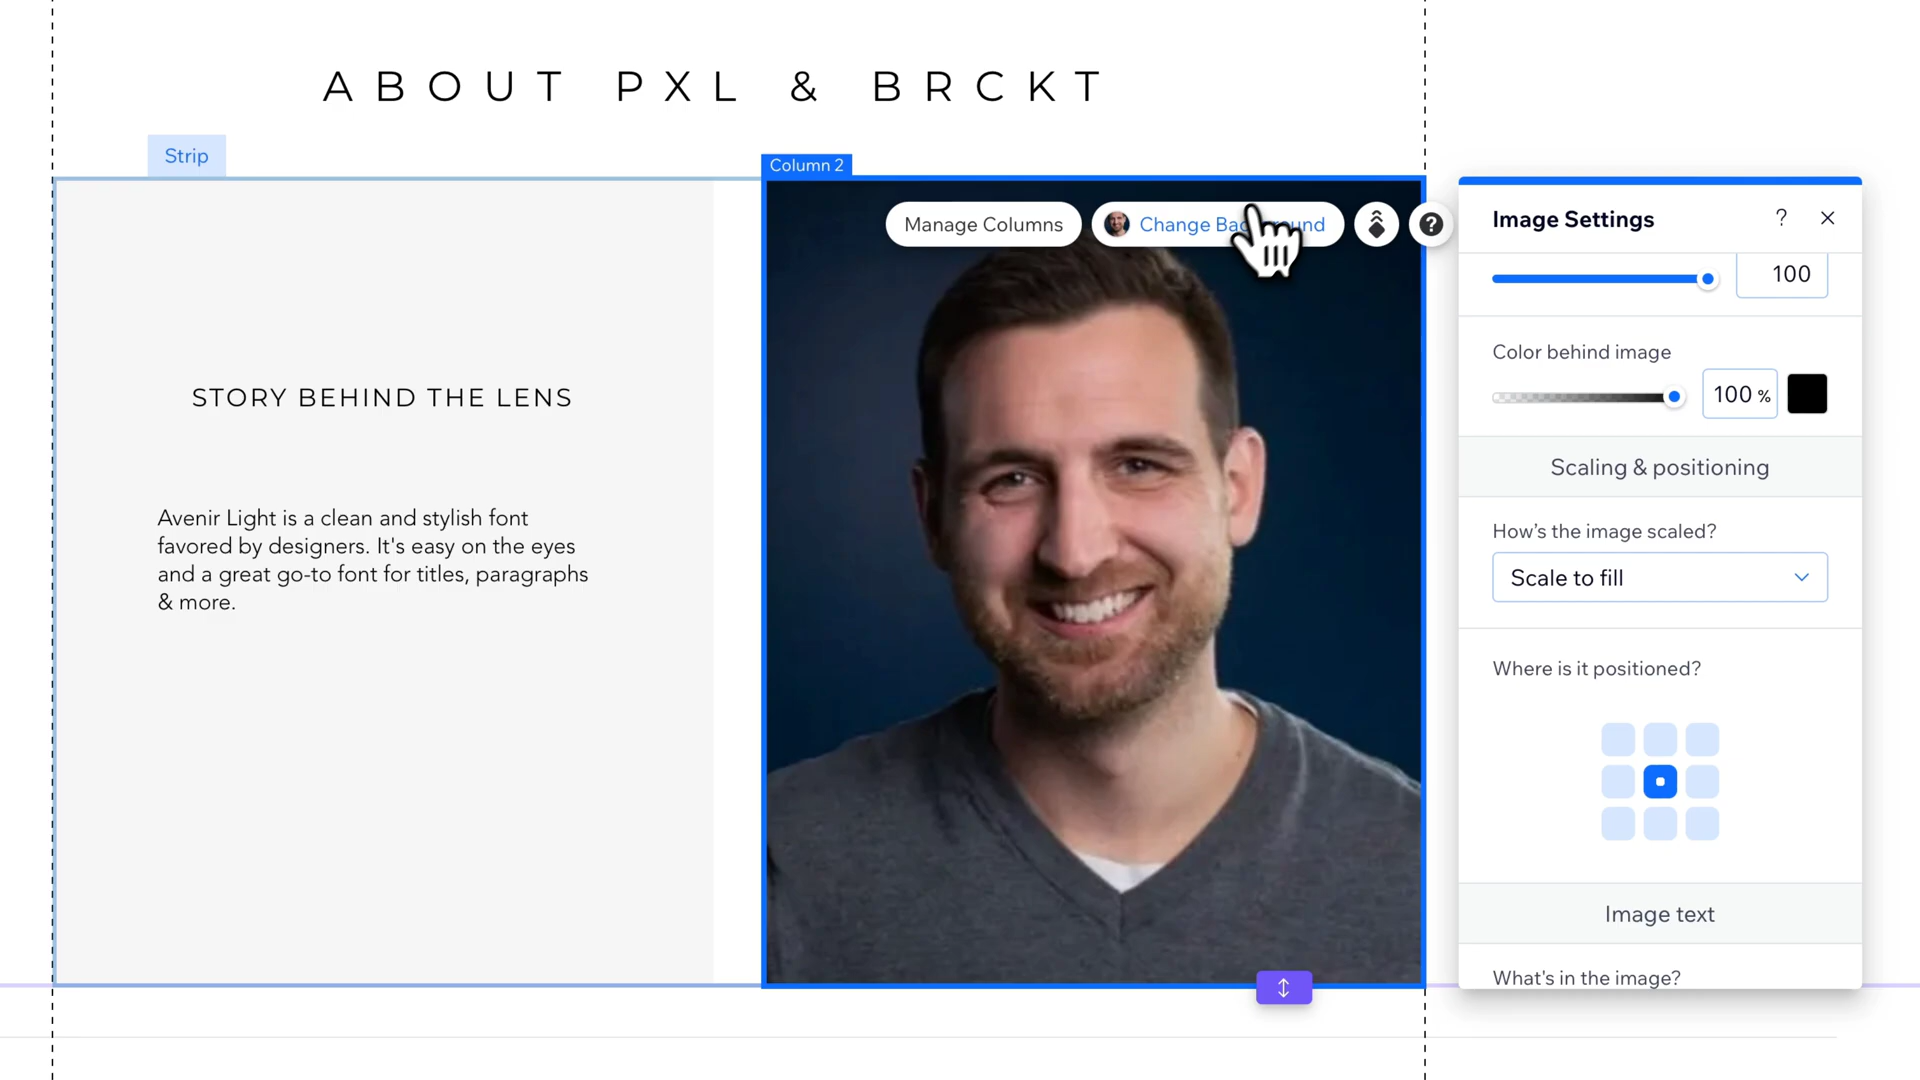 ABOUT PXL & BRCKT
Strip
Column 2
Manage Columns
Change Background
?
Image Settings
?
100
Color behind image
100 %
STORY BEHIND THE LENS
Scaling & positioning
How's the image scaled?
Scale to fill
Avenir Light is a clean and stylish font
favored by designers. It's easy on the eyes
and a great go-to font for titles, paragraphs
& more.
Where is it positioned?
Image text
What's in the image?